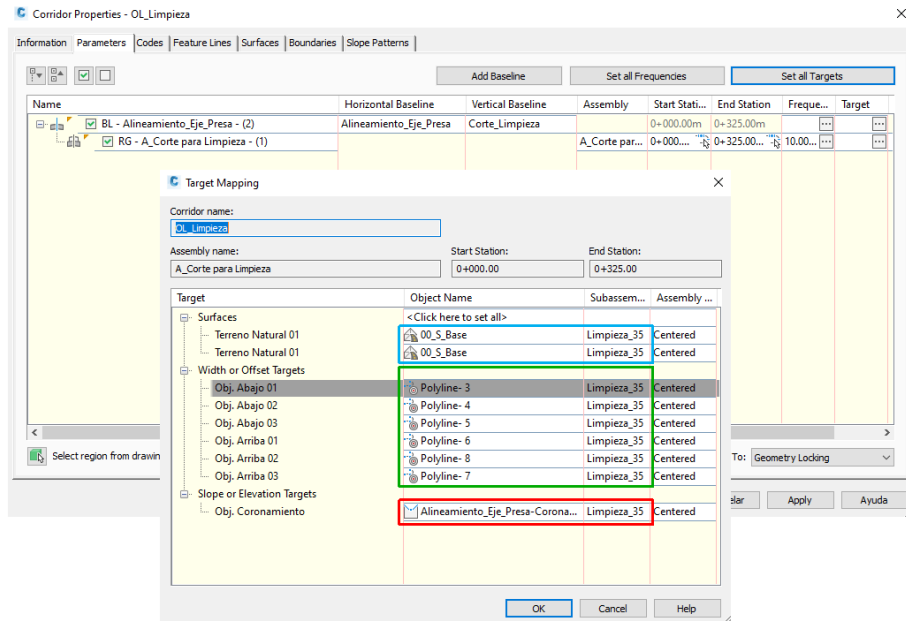 Corridor Properties - OL_Limpieza
Information Parameters Codes Feature Lines Surfaces Boundaries Slope Patterns
Add Baseline Set all Frequencies Set all Targets
Name Horizontal Baseline Vertical Baseline Assembly Start Stati... End Station Freque... Target
BL - Alineamiento_Eje_Presa - (2) Alineamiento_Eje_Presa Corte_Limpieza 0+000.00m 0+325.00m ... ...
RG - A_Corte para Limpieza - (1) A_Corte par... 0+000.... 0+325.00... 10.00... ... ...
Target Mapping
Corridor name:
OL_Limpieza
Assembly name: Start Station: End Station:
A_Corte para Limpieza 0+000.00 0+325.00
Target Object Name Subassem... Assembly ...
Surfaces <Click here to set all>
Terreno Natural 01 00_S_Base Limpieza_35 Centered
Terreno Natural 01 00_S_Base Limpieza_35 Centered
Width or Offset Targets
Obj. Abajo 01 Polyline- 3 Limpieza_35 Centered
Obj. Abajo 02 Polyline- 4 Limpieza_35 Centered
Obj. Abajo 03 Polyline- 5 Limpieza_35 Centered
Obj. Arriba 01 Polyline- 6 Limpieza_35 Centered
Obj. Arriba 02 Polyline- 8 Limpieza_35 Centered
Obj. Arriba 03 Polyline- 7 Limpieza_35 Centered
Select region from drawin To: Geometry Locking
Slope or Elevation Targets
Obj. Coronamiento Alineamiento_Eje_Presa-Corona... Limpieza_35 Centered
elar Apply Ayuda
OK Cancel Help